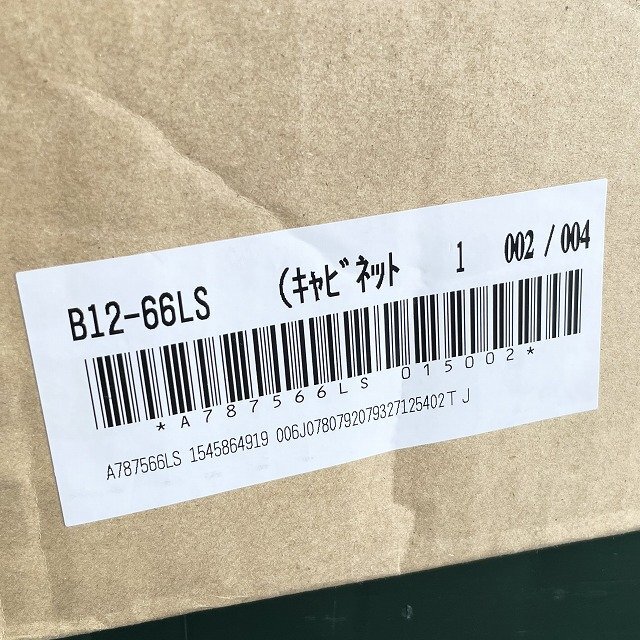 B12-66LS (ｷｬﾋﾞﾈｯﾄ 1 002 / 004
*A787566LS 015002*
A787566LS 1545864919 006J0780792079327125402TJ